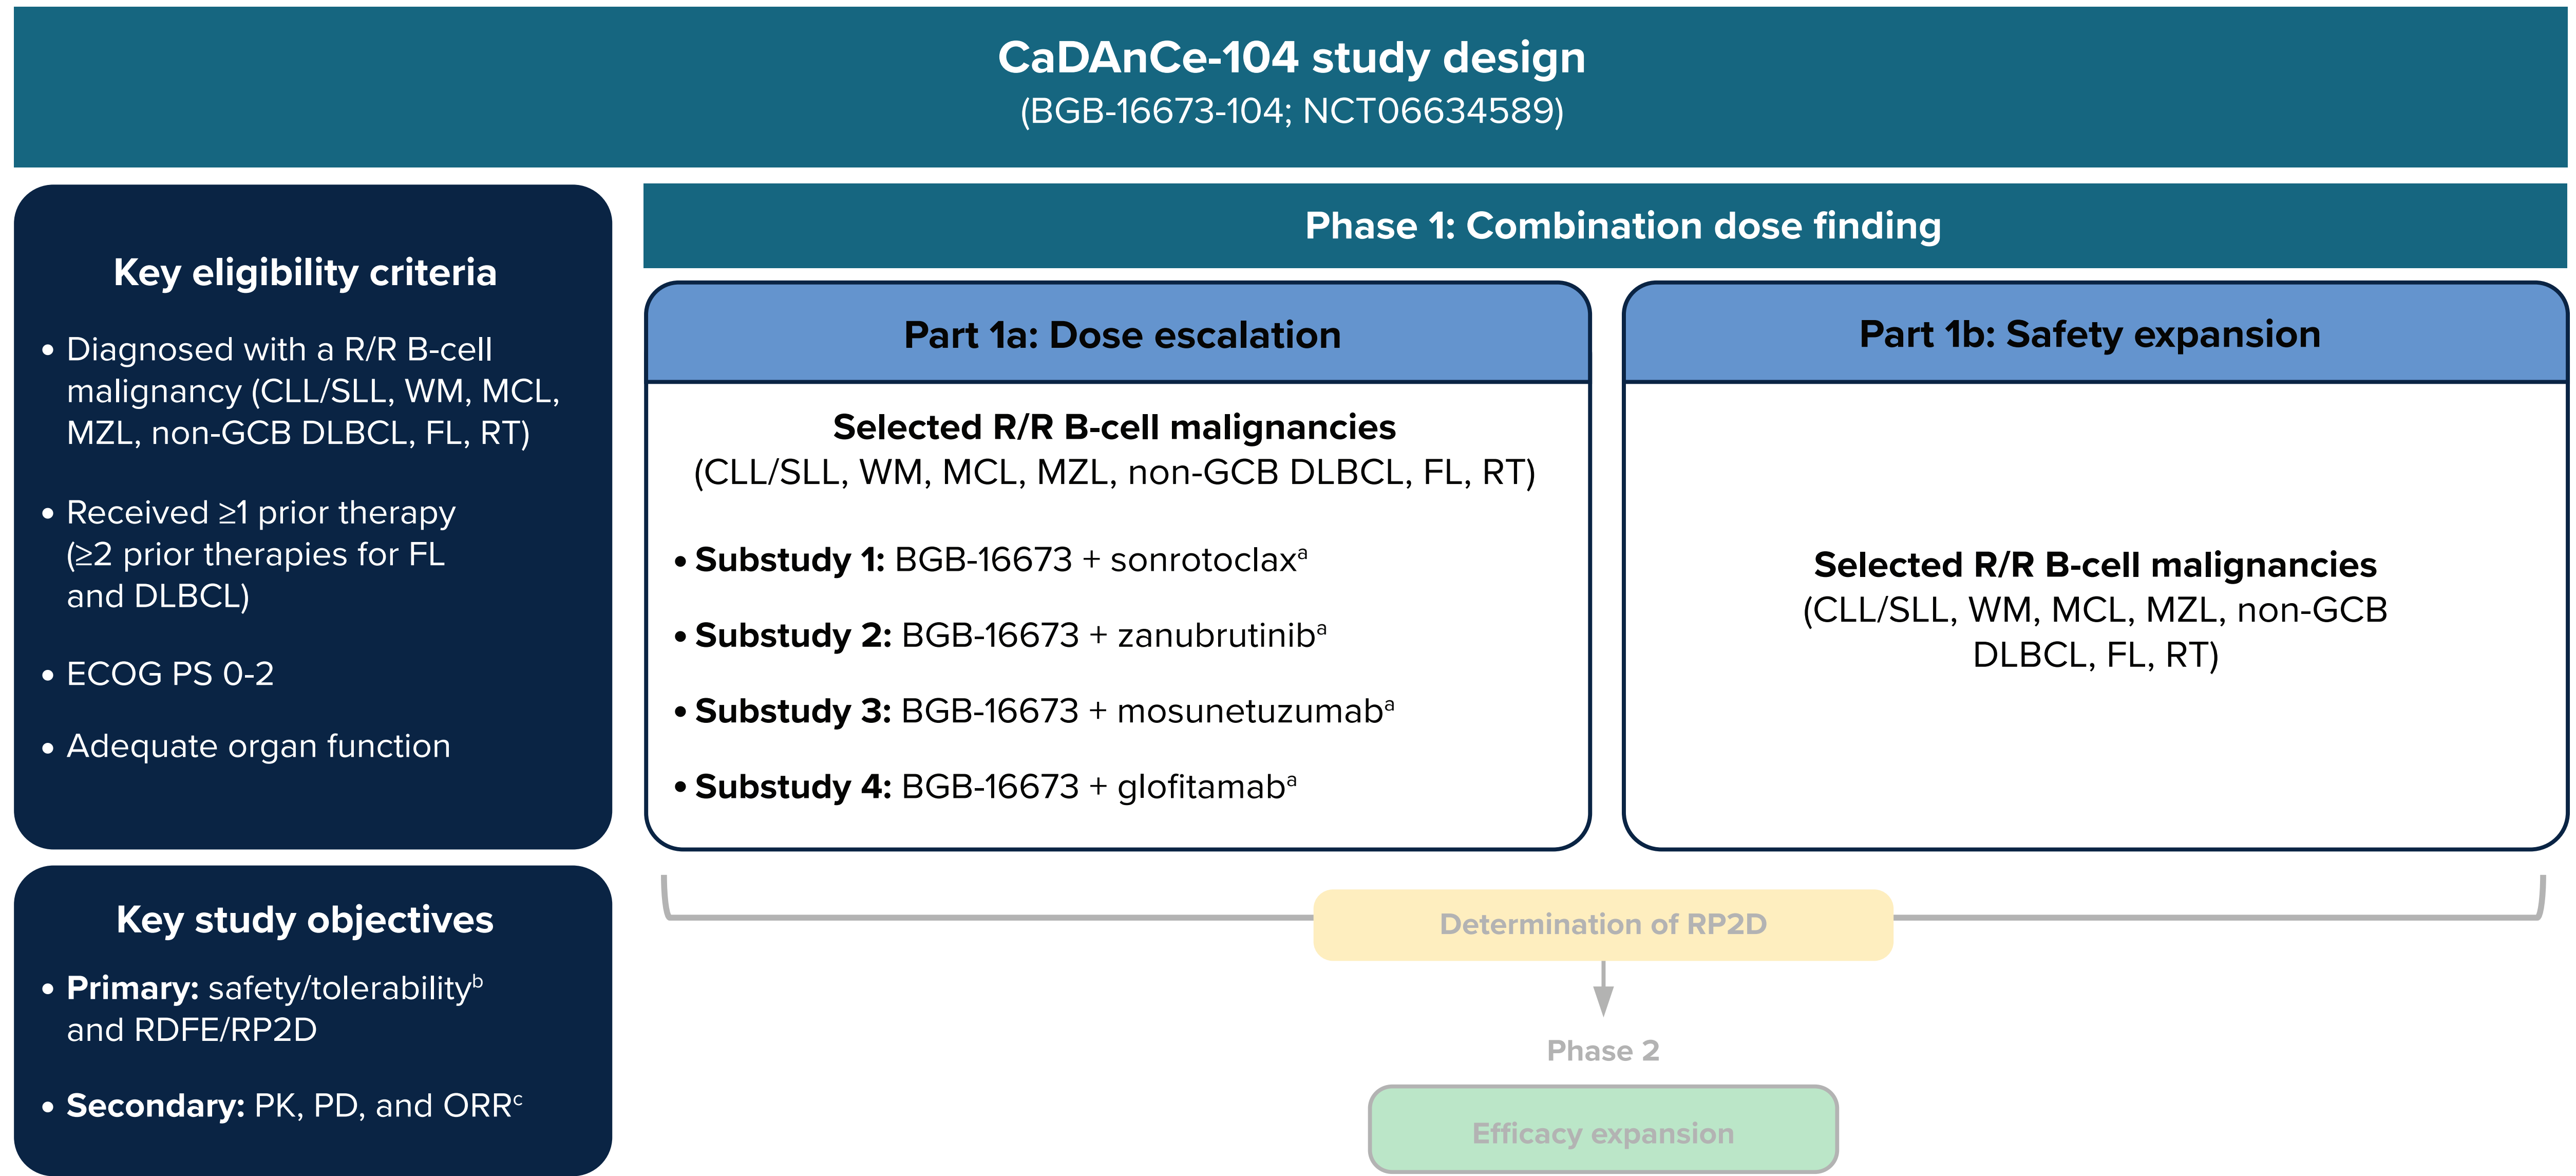 CaDAnCe-104 study design
(BGB-16673-104; NCT06634589)
Key eligibility criteria
• Diagnosed with a R/R B-cell
malignancy (CLL/SLL, WM, MCL,
MZL, non-GCB DLBCL, FL, RT)
• Received ≥1 prior therapy
(≥2 prior therapies for FL
and DLBCL)
• ECOG PS 0-2
• Adequate organ function
Key study objectives
• Primary: safety/tolerabilityᵇ
and RDFE/RP2D
• Secondary: PK, PD, and ORRᶜ
Phase 1: Combination dose finding
Part 1a: Dose escalation
Selected R/R B-cell malignancies
(CLL/SLL, WM, MCL, MZL, non-GCB DLBCL, FL, RT)
• Substudy 1: BGB-16673 + sonrotoclaxᵃ
• Substudy 2: BGB-16673 + zanubrutinibᵃ
• Substudy 3: BGB-16673 + mosunetuzumabᵃ
• Substudy 4: BGB-16673 + glofitamabᵃ
Part 1b: Safety expansion
Selected R/R B-cell malignancies
(CLL/SLL, WM, MCL, MZL, non-GCB
DLBCL, FL, RT)
Determination of RP2D
Phase 2
Efficacy expansion